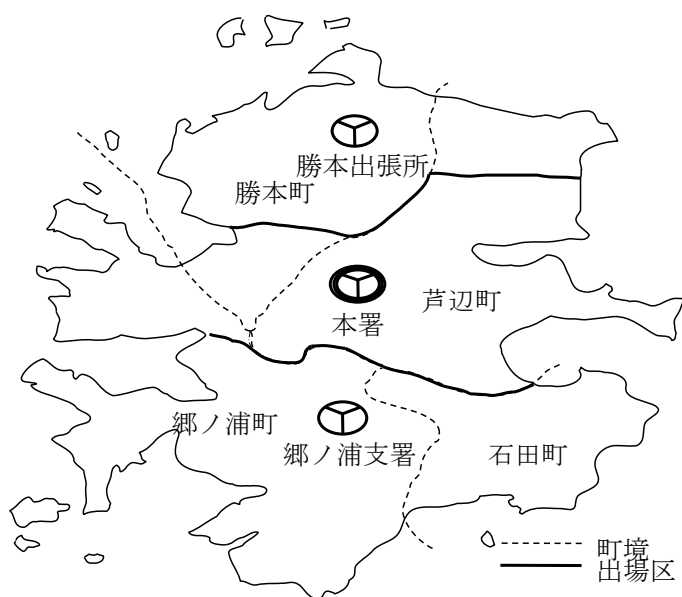 勝本出張所
勝本町
芦辺町
本署
郷ノ浦町
郷ノ浦支署
石田町
町境
出場区